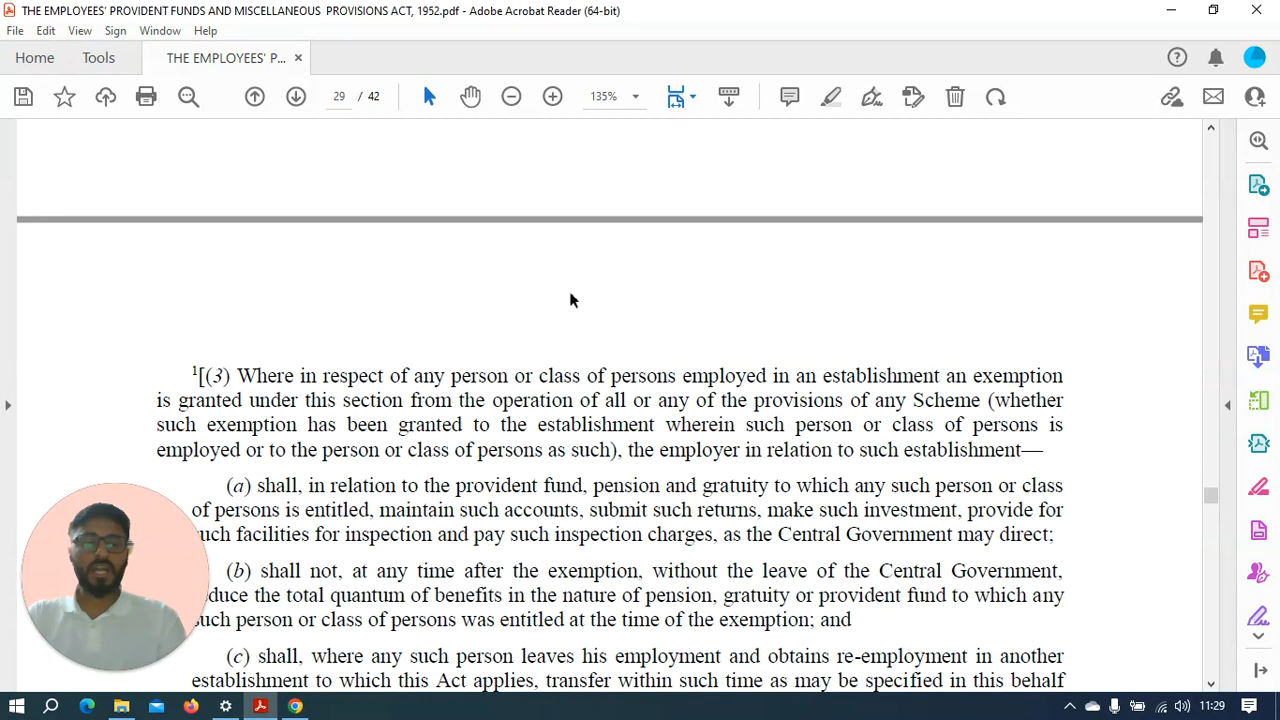 THE EMPLOYEES' PROVIDENT FUNDS AND MISCELLANEOUS PROVISIONS ACT, 1952.pdf - Adobe Acrobat Reader (64-bit)
File Edit View Sign Window Help
Home Tools THE EMPLOYEES' P... ×
29 / 42 135%
1[(3) Where in respect of any person or class of persons employed in an establishment an exemption
is granted under this section from the operation of all or any of the provisions of any Scheme (whether
such exemption has been granted to the establishment wherein such person or class of persons is
employed or to the person or class of persons as such), the employer in relation to such establishment—
(a) shall, in relation to the provident fund, pension and gratuity to which any such person or class
of persons is entitled, maintain such accounts, submit such returns, make such investment, provide for
uch facilities for inspection and pay such inspection charges, as the Central Government may direct;
(b) shall not, at any time after the exemption, without the leave of the Central Government,
duce the total quantum of benefits in the nature of pension, gratuity or provident fund to which any
uch person or class of persons was entitled at the time of the exemption; and
(c) shall, where any such person leaves his employment and obtains re-employment in another
establishment to which this Act applies, transfer within such time as may be specified in this behalf
ENG 11:29